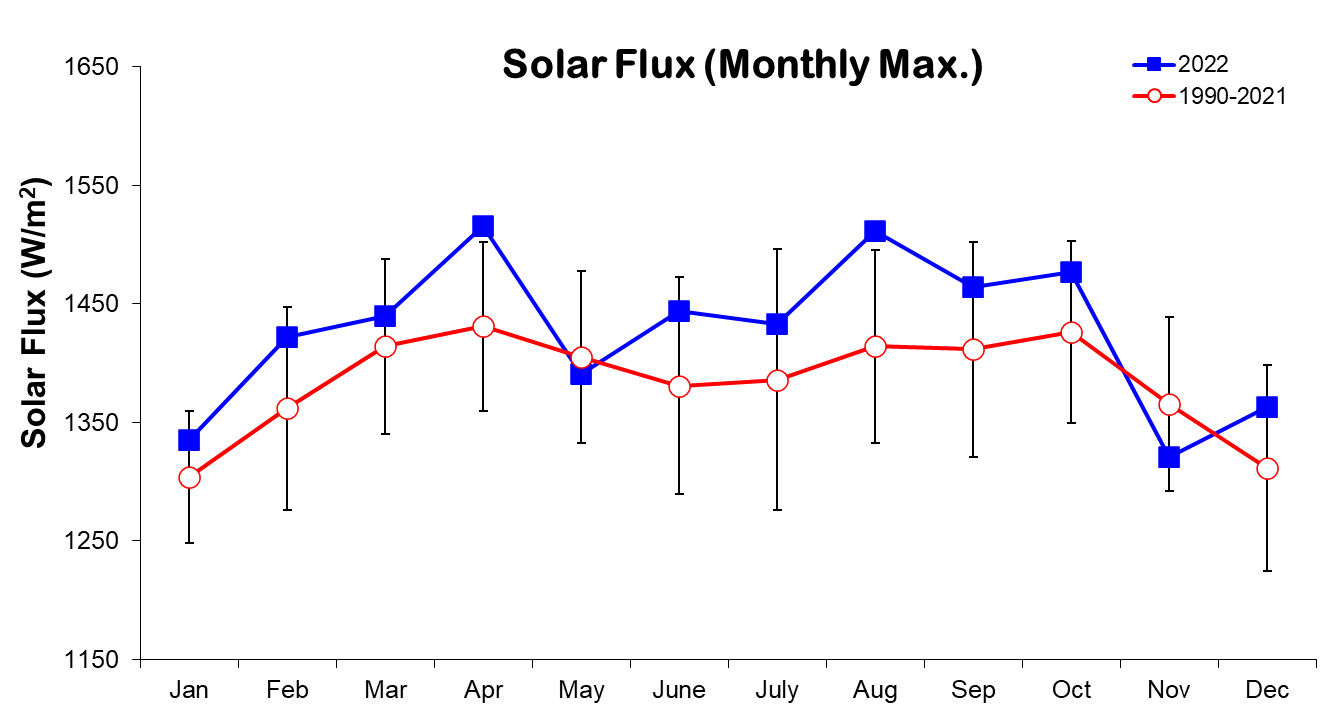 Solar Flux (Monthly Max.)
2022
1990-2021
Solar Flux (W/m²)
1650
1550
1450
1350
1250
1150
Jan Feb Mar Apr May June July Aug Sep Oct Nov Dec